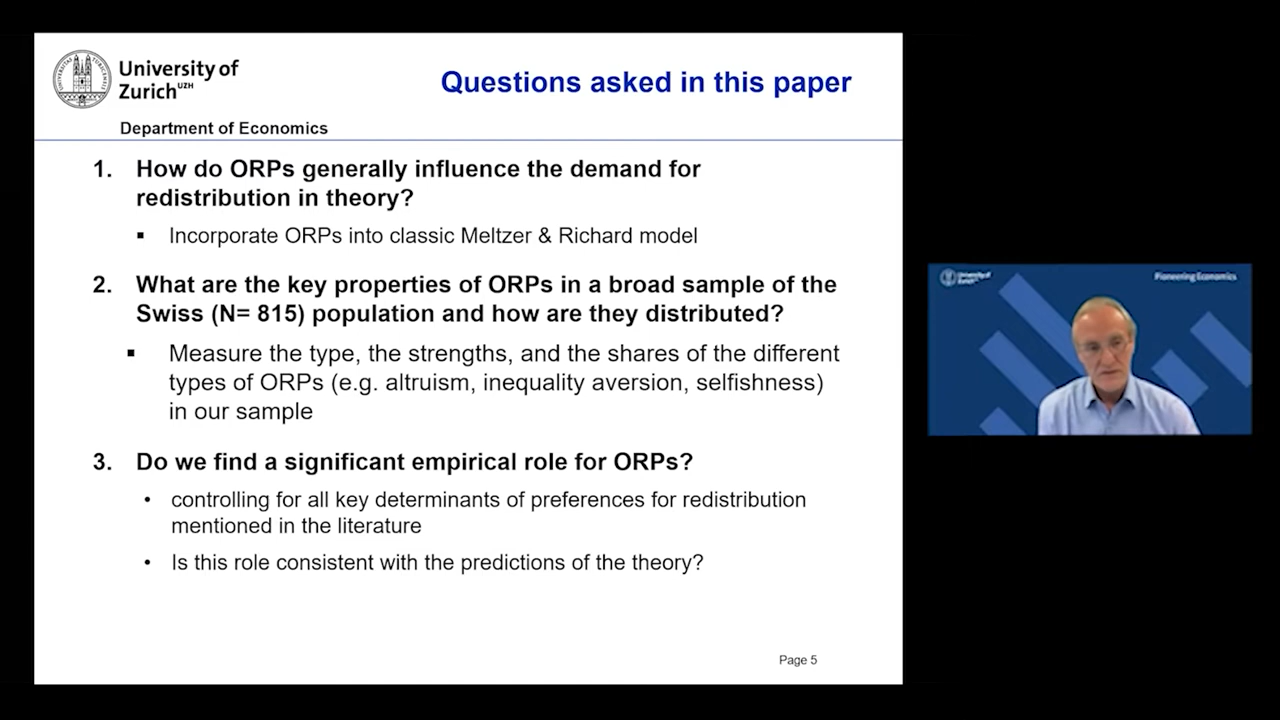 University of
Zurich UZH
Questions asked in this paper
Department of Economics
1. How do ORPs generally influence the demand for
redistribution in theory?
▪ Incorporate ORPs into classic Meltzer & Richard model
2. What are the key properties of ORPs in a broad sample of the
Swiss (N= 815) population and how are they distributed?
▪ Measure the type, the strengths, and the shares of the different
types of ORPs (e.g. altruism, inequality aversion, selfishness)
in our sample
3. Do we find a significant empirical role for ORPs?
• controlling for all key determinants of preferences for redistribution
mentioned in the literature
• Is this role consistent with the predictions of the theory?
Page 5
University of
Zurich
Pioneering Economics